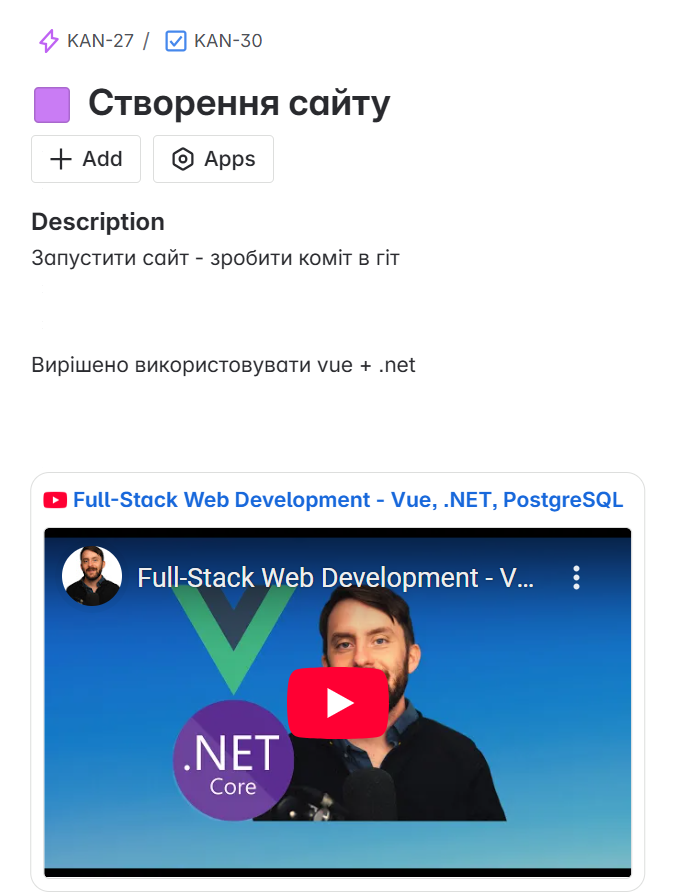 KAN-27 / KAN-30
Створення сайту
Add Apps
Description
Запустити сайт - зробити коміт в гіт
Вирішено використовувати vue + .net
Full-Stack Web Development - Vue, .NET, PostgreSQL
Full-Stack Web Development - V...
.NET
Core